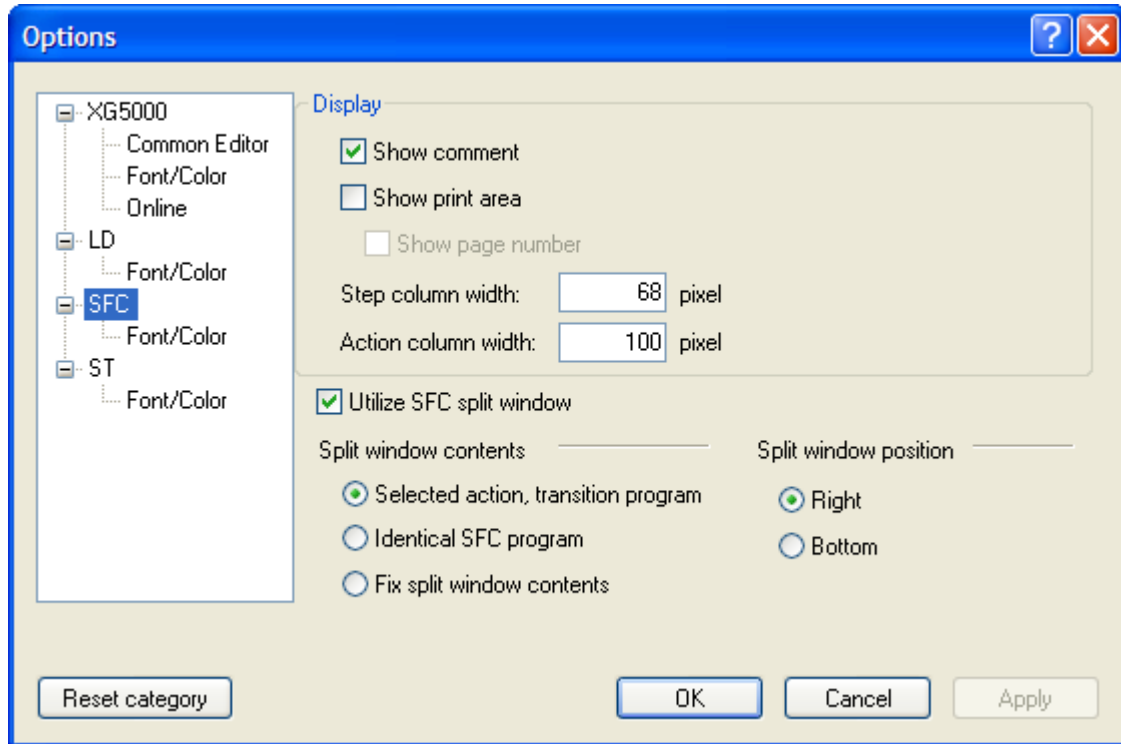 Options
XG5000
Common Editor
Font/Color
Online
LD
Font/Color
SFC
Font/Color
ST
Font/Color
Display
Show comment
Show print area
Show page number
Step column width: 68 pixel
Action column width: 100 pixel
Utilize SFC split window
Split window contents
Selected action, transition program
Identical SFC program
Fix split window contents
Split window position
Right
Bottom
Reset category
OK
Cancel
Apply